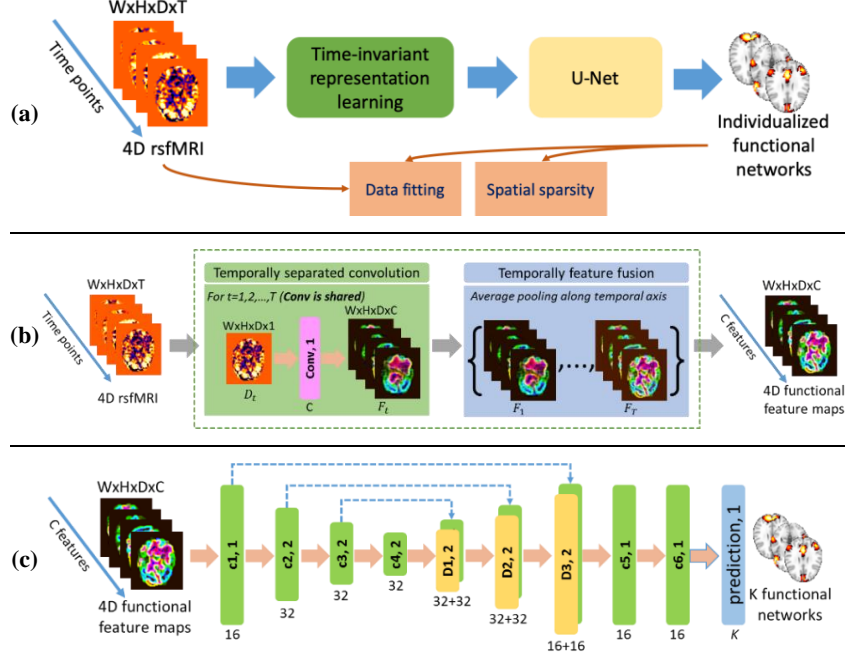 (a)
WxHxDxT
Time points
4D rsfMRI
Time-invariant
representation
learning
U-Net
Individualized
functional
networks
Data fitting
Spatial sparsity
(b)
WxHxDxT
Time points
4D rsfMRI
Temporally separated convolution
For t=1,2,...,T (Conv is shared)
WxHxDx1
D_t
Conv, 1
C
WxHxDxC
F_t
Temporally feature fusion
Average pooling along temporal axis
{ ,..., }
F_1
F_T
WxHxDxC
C features
4D functional
feature maps
(c)
WxHxDxC
C features
4D functional
feature maps
c1, 1
16
c2, 2
32
c3, 2
32
c4, 2
32
D1, 2
32+32
D2, 2
32+32
D3, 2
16+16
c5, 1
16
c6, 1
16
prediction, 1
K
K functional
networks